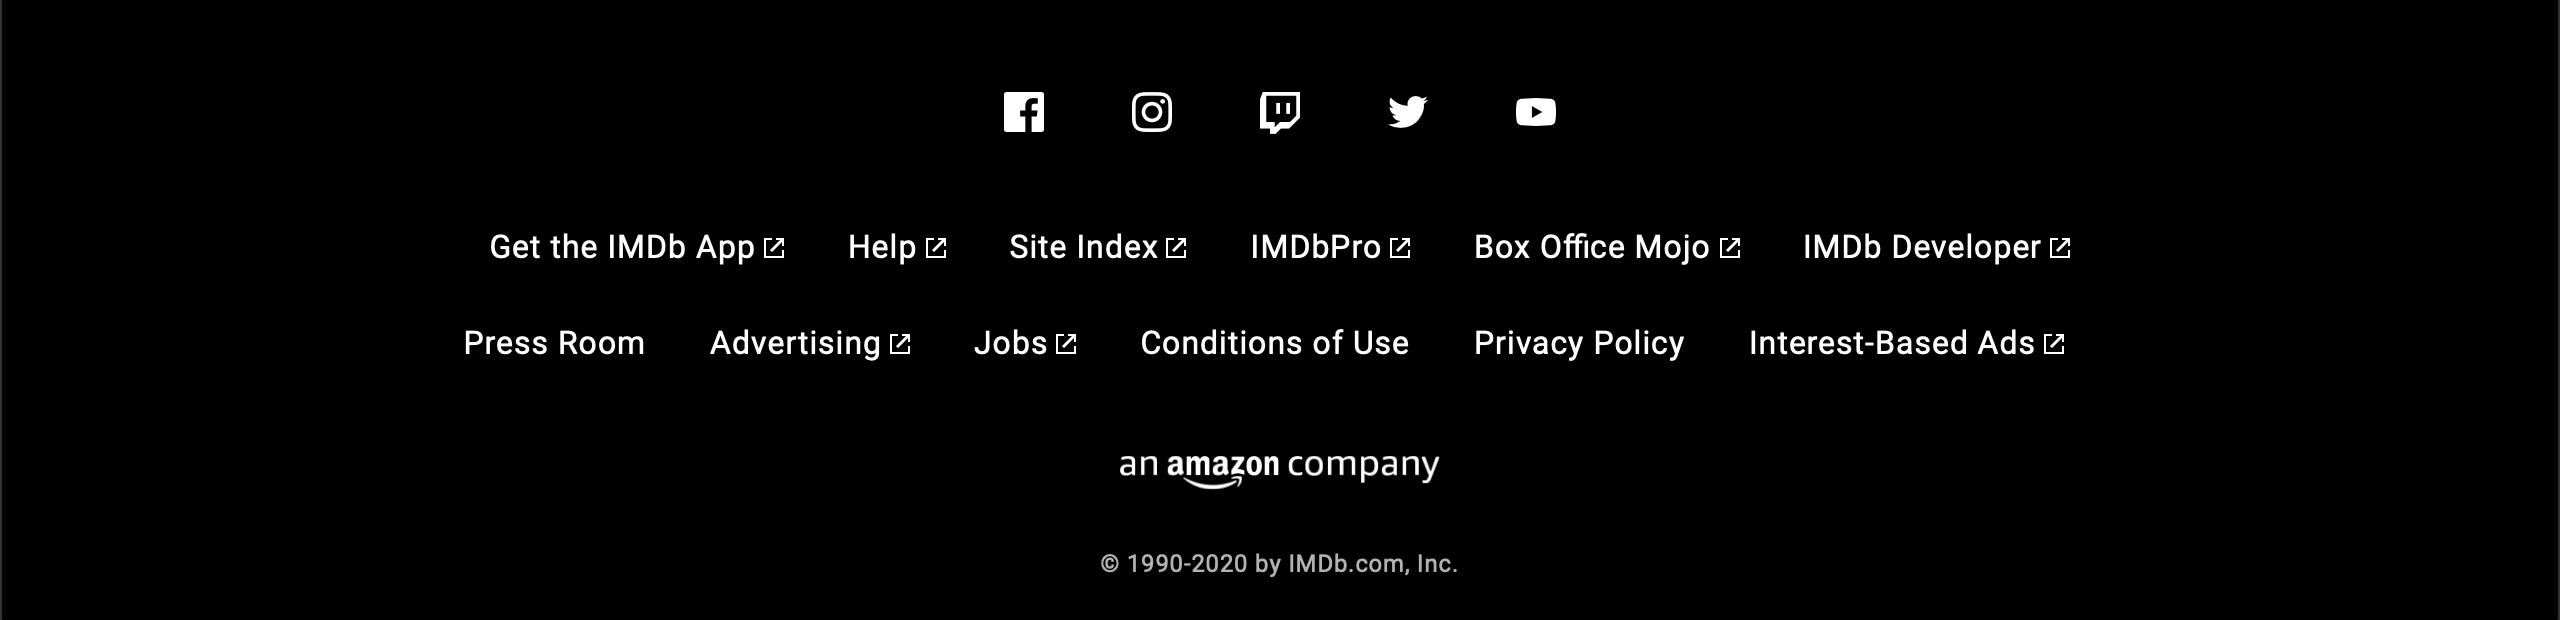 Get the IMDb App Help Site Index IMDbPro Box Office Mojo IMDb Developer
Press Room Advertising Jobs Conditions of Use Privacy Policy Interest-Based Ads
an amazon company
© 1990-2020 by IMDb.com, Inc.